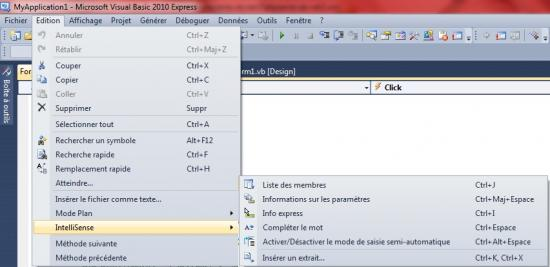 MyApplication1 - Microsoft Visual Basic 2010 Express
Fichier Edition Affichage Projet Générer Déboguer Données Outils Fenêtre ?
Annuler Ctrl+Z
Rétablir Ctrl+Maj+Z
Couper Ctrl+X
Copier Ctrl+C
Coller Ctrl+V
Supprimer Suppr
Sélectionner tout Ctrl+A
Rechercher un symbole Alt+F12
Recherche rapide Ctrl+F
Remplacement rapide Ctrl+H
Atteindre...
Insérer le fichier comme texte...
Mode Plan
IntelliSense
Méthode suivante
Méthode précédente
Boîte à outils
For
rm1.vb [Design]
Click
Liste des membres Ctrl+J
Informations sur les paramètres Ctrl+Maj+Espace
Info express Ctrl+I
Compléter le mot Ctrl+Espace
Activer/Désactiver le mode de saisie semi-automatique Ctrl+Alt+Espace
Insérer un extrait... Ctrl+K, Ctrl+X